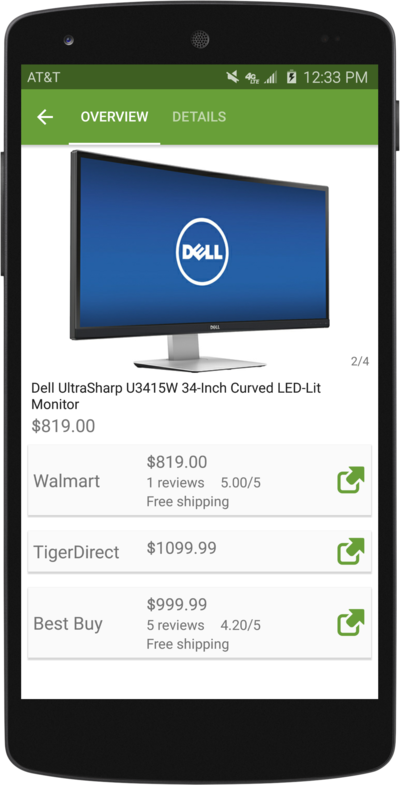 AT&T 4G LTE 12:33 PM
OVERVIEW DETAILS
DELL
DELL
2/4
Dell UltraSharp U3415W 34-Inch Curved LED-Lit
Monitor
$819.00
Walmart
$819.00
1 reviews 5.00/5
Free shipping
TigerDirect
$1099.99
Best Buy
$999.99
5 reviews 4.20/5
Free shipping